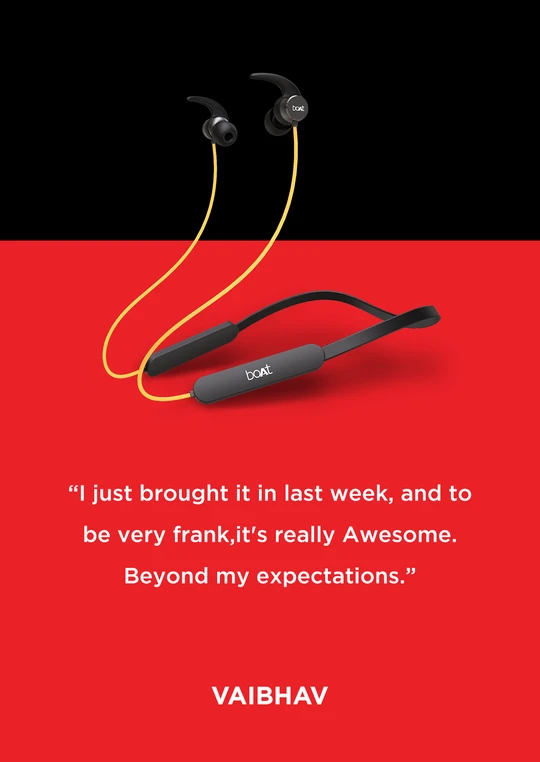 boAt
boAt
“I just brought it in last week, and to
be very frank,it's really Awesome.
Beyond my expectations.”
VAIBHAV